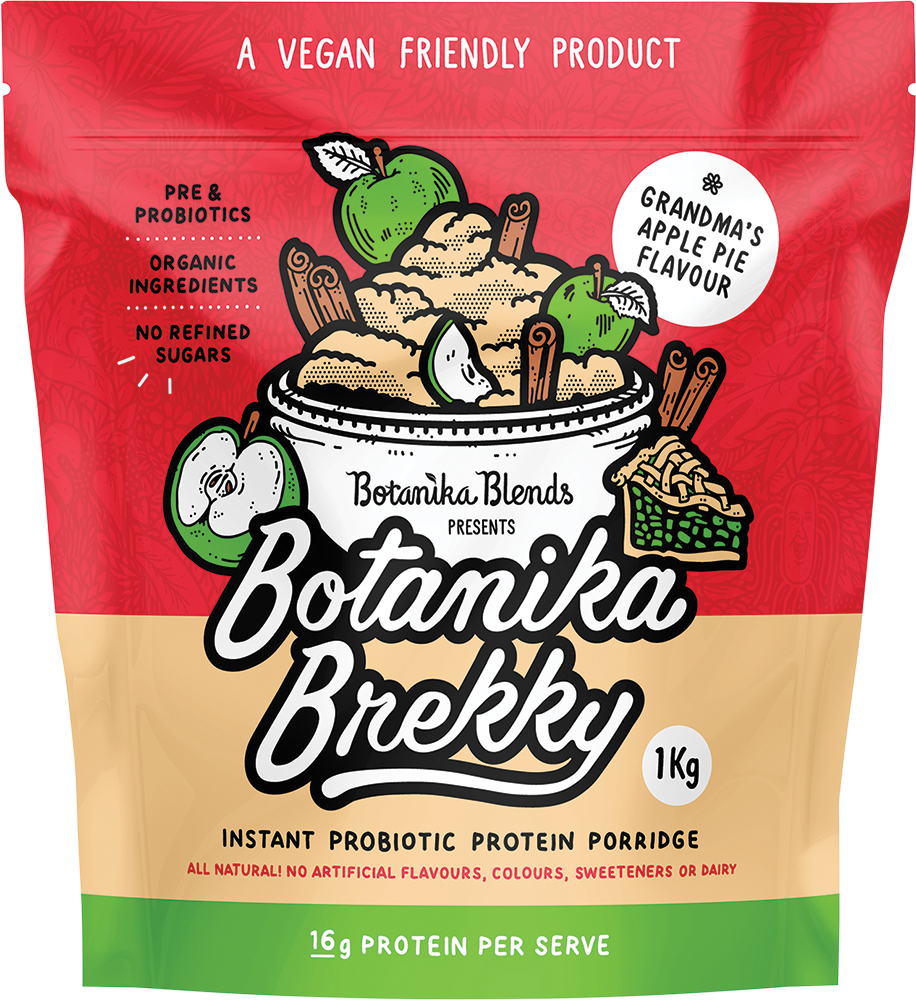 A VEGAN FRIENDLY PRODUCT
PRE &
PROBIOTICS
ORGANIC
INGREDIENTS
NO REFINED
SUGARS
GRANDMA'S
APPLE PIE
FLAVOUR
Botanika Blends
PRESENTS
Botanika
Brekky
1Kg
INSTANT PROBIOTIC PROTEIN PORRIDGE
ALL NATURAL! NO ARTIFICIAL FLAVOURS, COLOURS, SWEETENERS OR DAIRY
16g PROTEIN PER SERVE